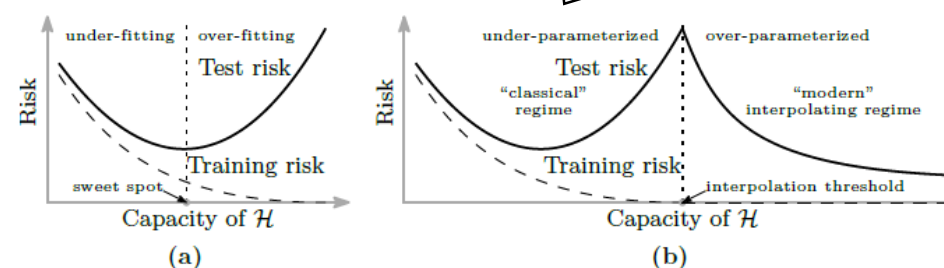 under-fitting over-fitting
Test risk
Risk
Training risk
sweet spot
Capacity of ℋ
(a)
under-parameterized over-parameterized
Test risk
“classical”
regime
“modern”
interpolating regime
Risk
Training risk
interpolation threshold
Capacity of ℋ
(b)